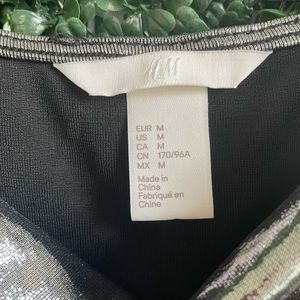 H&M
EUR M
US M
CA M
CN 170/96A
MX M
Made in
China
Fabriqué en
Chine